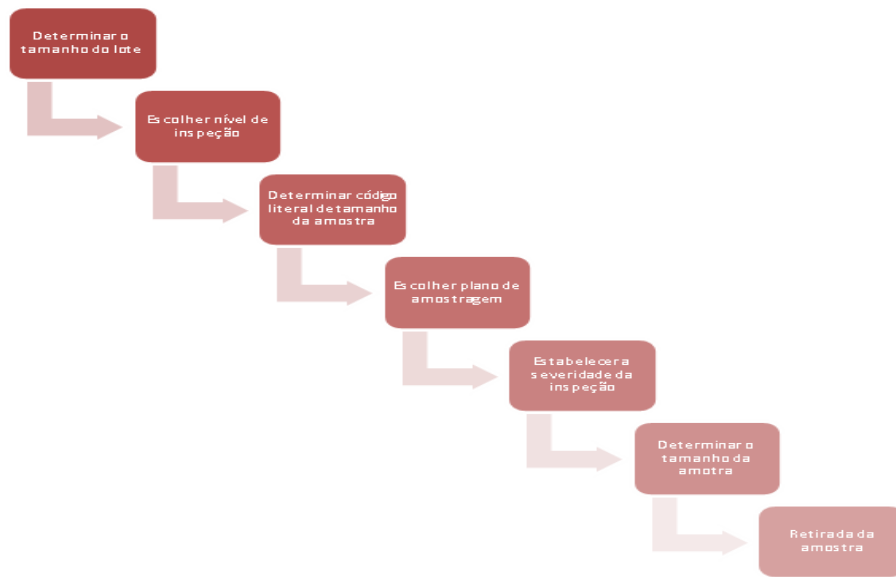 Determinar o
tamanho do lote
Escolher nível de
inspeção
Determinar código
literal de tamanho
da amostra
Escolher plano de
amostragem
Estabelecer a
severidade da
inspeção
Determinar o
tamanho da
amotra
Retirada da
amostra